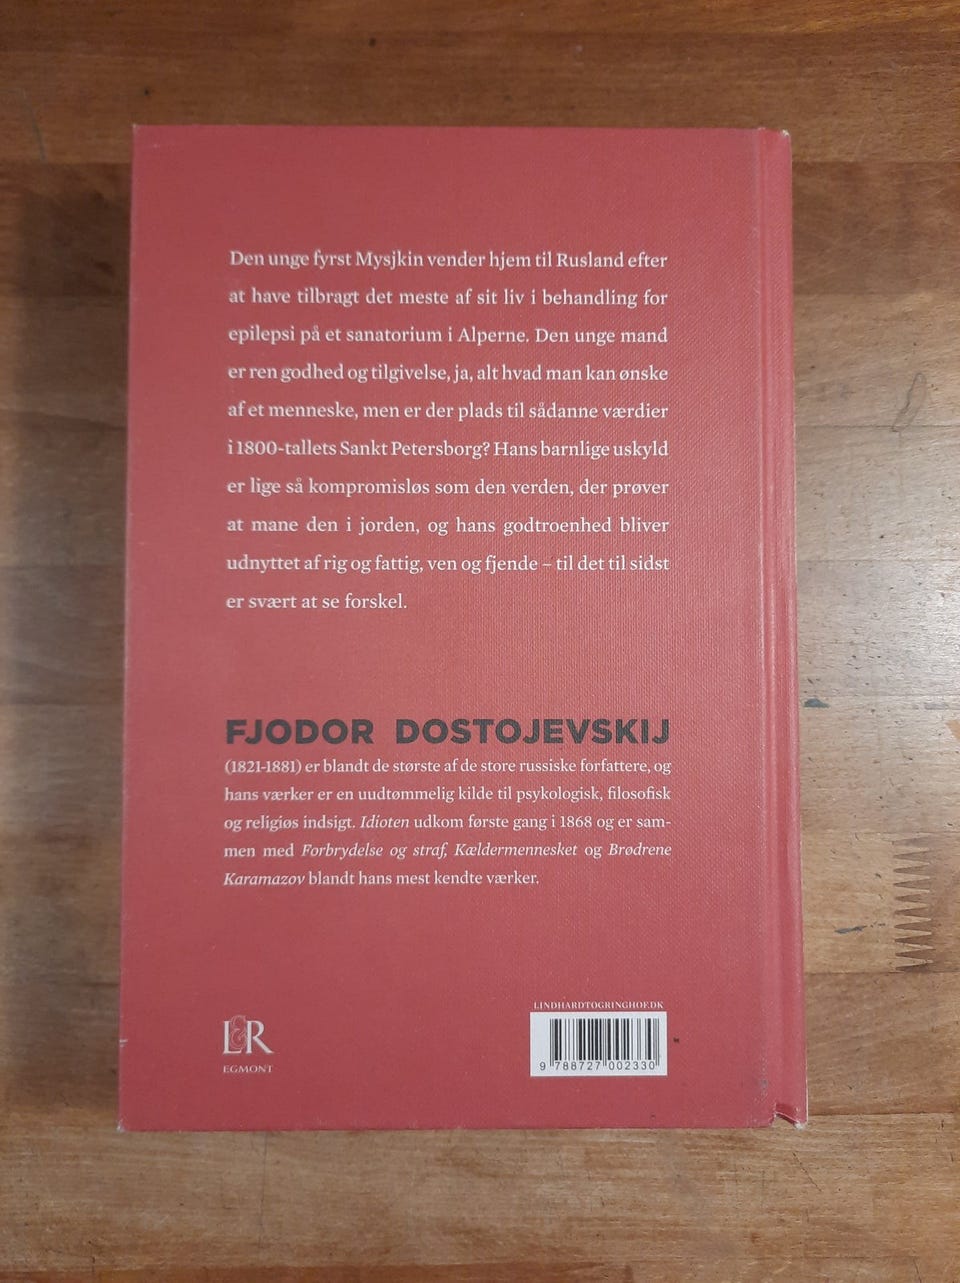 Den unge fyrst Mysjkin vender hjem til Rusland efter
at have tilbragt det meste af sit liv i behandling for
epilepsi på et sanatorium i Alperne. Den unge mand
er ren godhed og tilgivelse, ja, alt hvad man kan ønske
af et menneske, men er der plads til sådanne værdier
i 1800-tallets Sankt Petersborg? Hans barnlige uskyld
er lige så kompromisløs som den verden, der prøver
at mane den i jorden, og hans godtroenhed bliver
udnyttet af rig og fattig, ven og fjende – til det til sidst
er svært at se forskel.
FJODOR DOSTOJEVSKIJ
(1821-1881) er blandt de største af de store russiske forfattere, og
hans værker er en uudtømmelig kilde til psykologisk, filosofisk
og religiøs indsigt. Idioten udkom første gang i 1868 og er sam-
men med Forbrydelse og straf, Kældermennesket og Brødrene
Karamazov blandt hans mest kendte værker.
L&R
EGMONT
LINDHARDTOGRINGHOF.DK
9 788727 002330